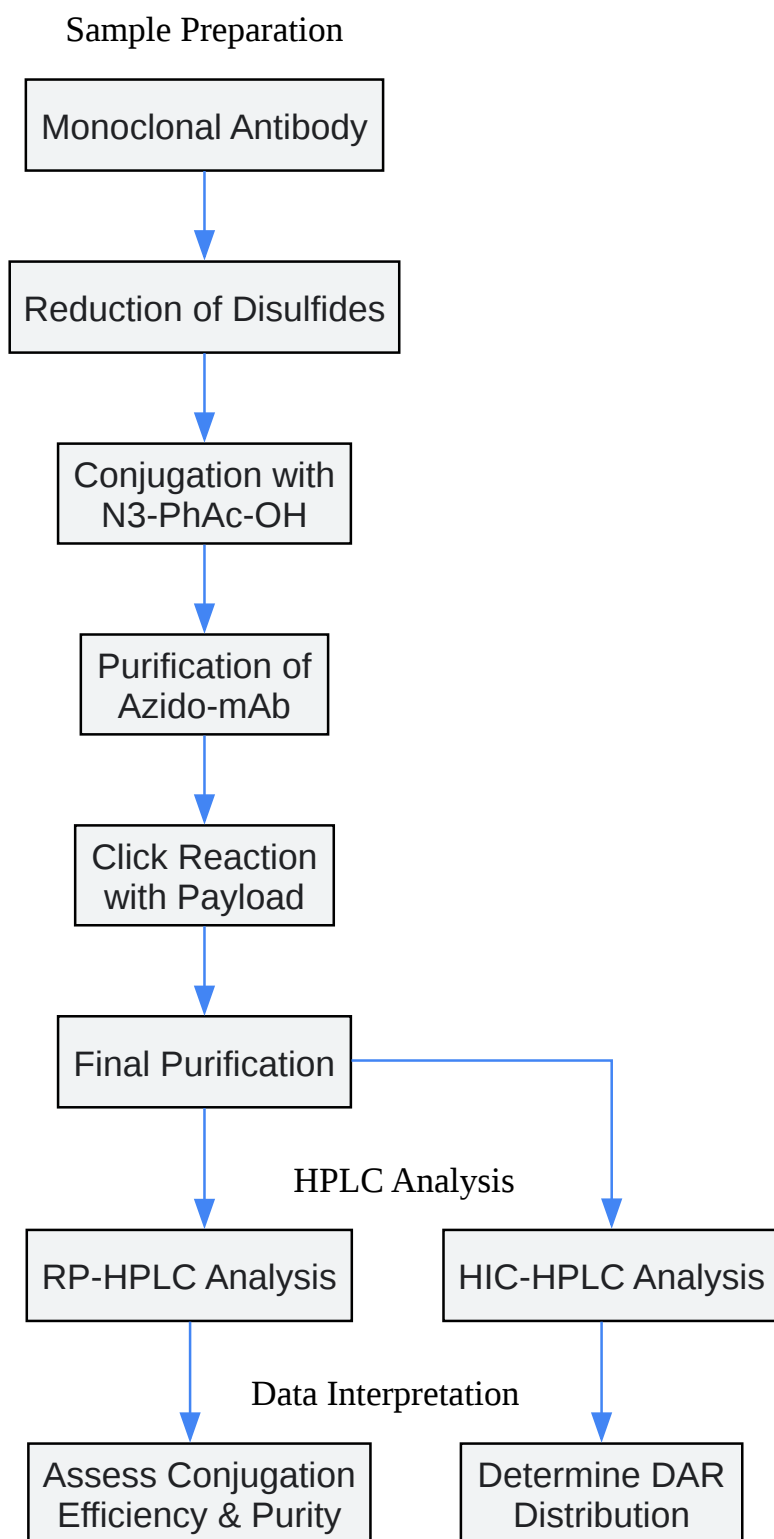 Sample Preparation
Monoclonal Antibody
Reduction of Disulfides
Conjugation with
N3-PhAc-OH
Purification of
Azido-mAb
Click Reaction
with Payload
Final Purification
HPLC Analysis
RP-HPLC Analysis
HIC-HPLC Analysis
Data Interpretation
Assess Conjugation
Efficiency & Purity
Determine DAR
Distribution